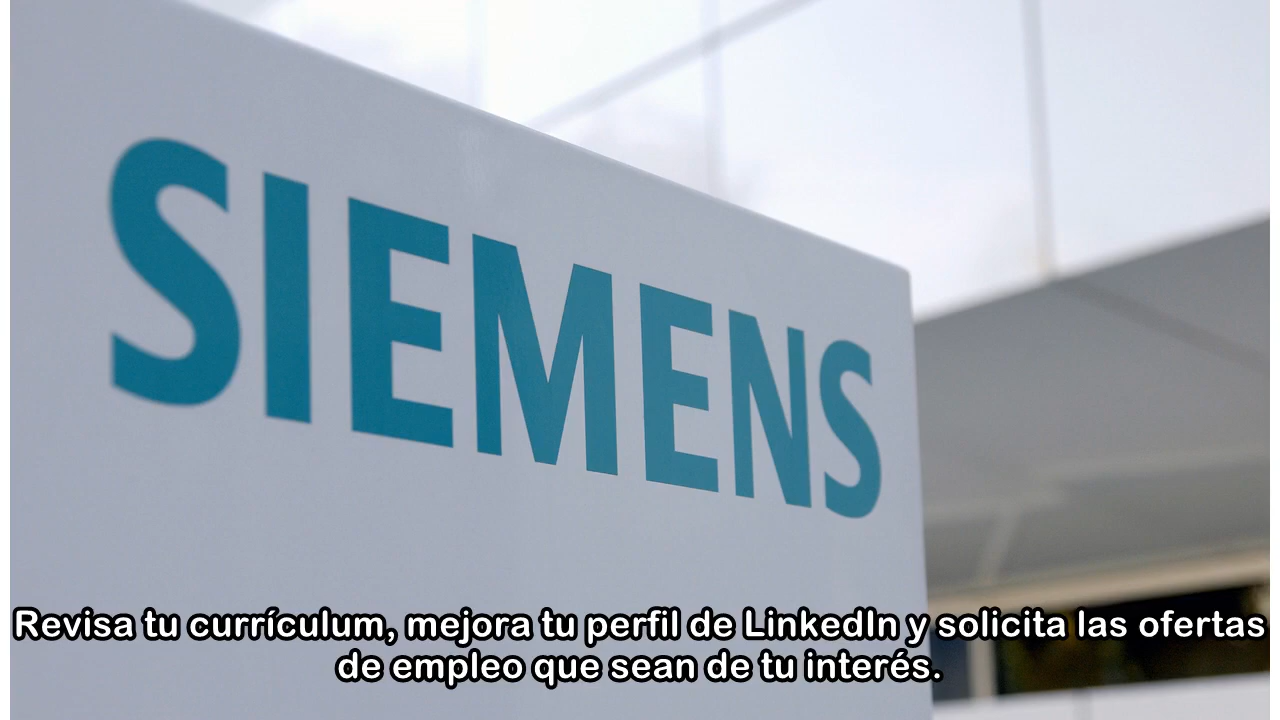 SIEMENS
Revisa tu currículum, mejora tu perfil de LinkedIn y solicita las ofertas
de empleo que sean de tu interés.